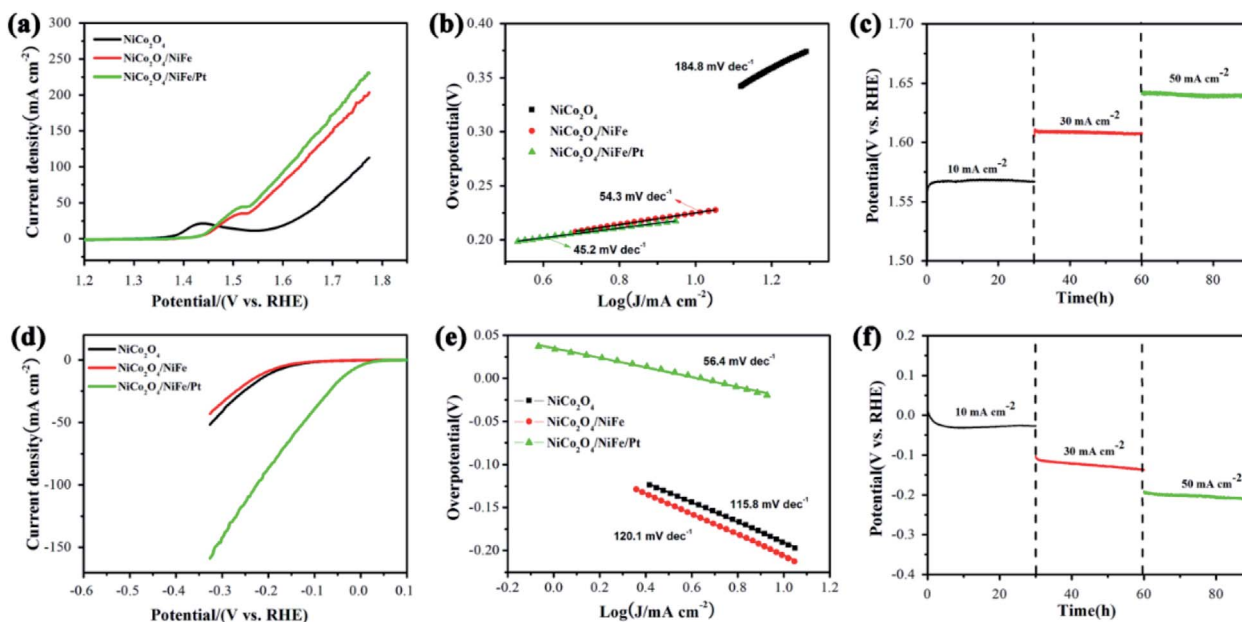 (a)
300
250
200
150
100
50
0
Current density(mA cm⁻²)
NiCo₂O₄
NiCo₂O₄/NiFe
NiCo₂O₄/NiFe/Pt
1.2 1.3 1.4 1.5 1.6 1.7 1.8
Potential/(V vs. RHE)
(b)
0.40
0.35
0.30
0.25
0.20
Overpotential(V)
184.8 mV dec⁻¹
NiCo₂O₄
NiCo₂O₄/NiFe
NiCo₂O₄/NiFe/Pt
54.3 mV dec⁻¹
45.2 mV dec⁻¹
0.6 0.8 1.0 1.2
Log(J/mA cm⁻²)
(c)
1.70
1.65
1.60
1.55
1.50
Potential(V vs. RHE)
50 mA cm⁻²
30 mA cm⁻²
10 mA cm⁻²
0 20 40 60 80
Time(h)
(d)
0
-50
-100
-150
Current density(mA cm⁻²)
NiCo₂O₄
NiCo₂O₄/NiFe
NiCo₂O₄/NiFe/Pt
-0.6 -0.5 -0.4 -0.3 -0.2 -0.1 0.0 0.1
Potential/(V vs. RHE)
(e)
0.05
0.00
-0.05
-0.10
-0.15
-0.20
Overpotential(V)
56.4 mV dec⁻¹
NiCo₂O₄
NiCo₂O₄/NiFe
NiCo₂O₄/NiFe/Pt
115.8 mV dec⁻¹
120.1 mV dec⁻¹
-0.2 0.0 0.2 0.4 0.6 0.8 1.0 1.2
Log(J/mA cm⁻²)
(f)
0.2
0.1
0.0
-0.1
-0.2
-0.3
-0.4
Potential(V vs. RHE)
10 mA cm⁻²
30 mA cm⁻²
50 mA cm⁻²
0 20 40 60 80
Time(h)